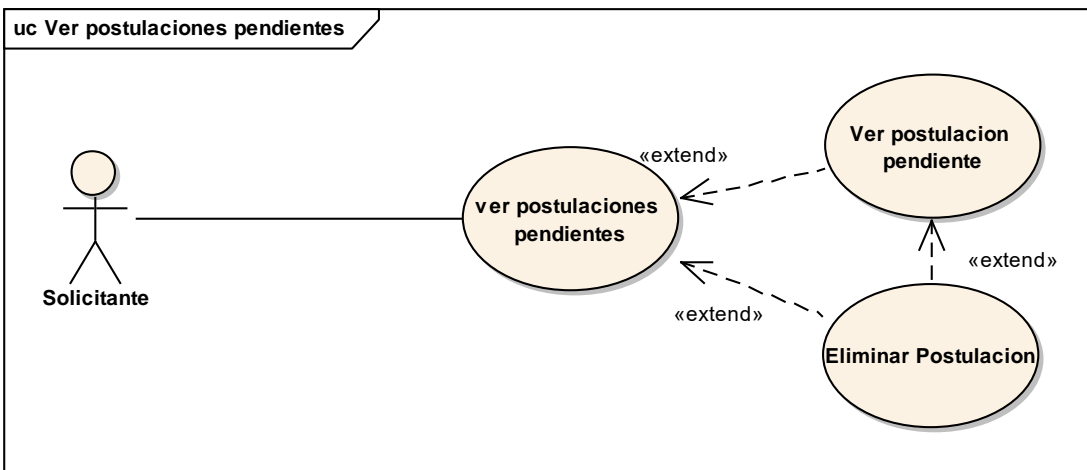 uc Ver postulaciones pendientes
Ver postulacion
pendiente
«extend»
ver postulaciones
pendientes
«extend»
Solicitante
«extend»
Eliminar Postulacion